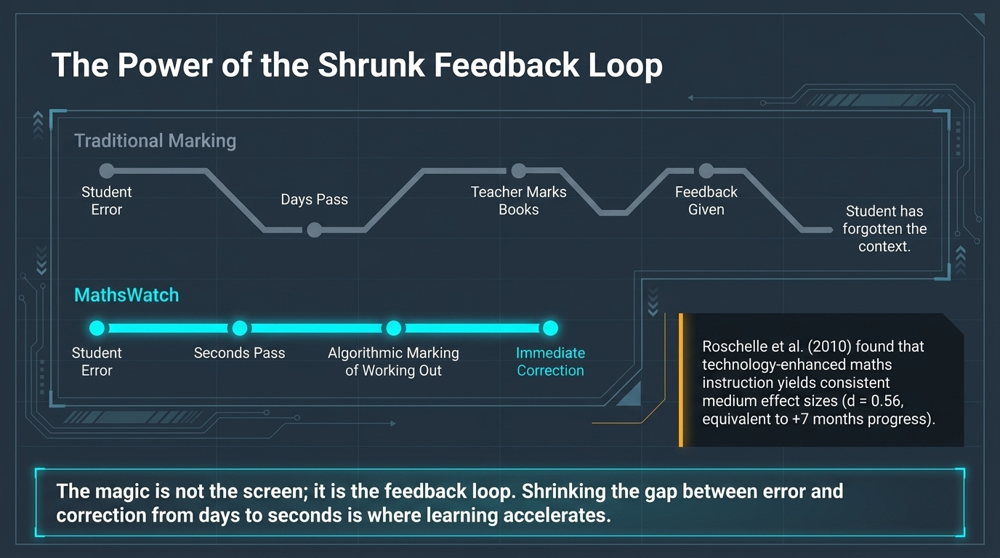 The Power of the Shrunk Feedback Loop
Traditional Marking
Student
Error
Days Pass
Teacher Marks
Books
Feedback
Given
Student has
forgotten the
context.
MathsWatch
Student
Error
Seconds Pass
Algorithmic Marking
of Working Out
Immediate
Correction
Roschelle et al. (2010) found that
technology-enhanced maths
instruction yields consistent
medium effect sizes (d = 0.56,
equivalent to +7 months progress).
The magic is not the screen; it is the feedback loop. Shrinking the gap between error and
correction from days to seconds is where learning accelerates.